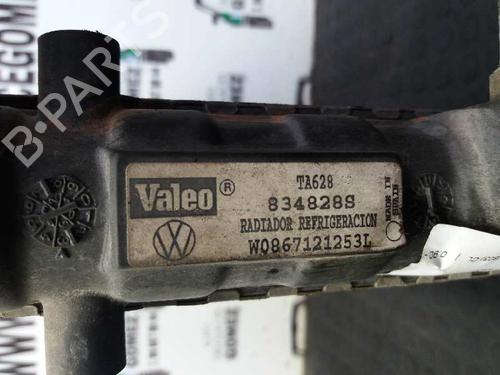 B-PARTS
Valeo ®
TA628
834828S
RADIADOR REFRIGERACION
W0867121253L
MADE IN
SPAIN